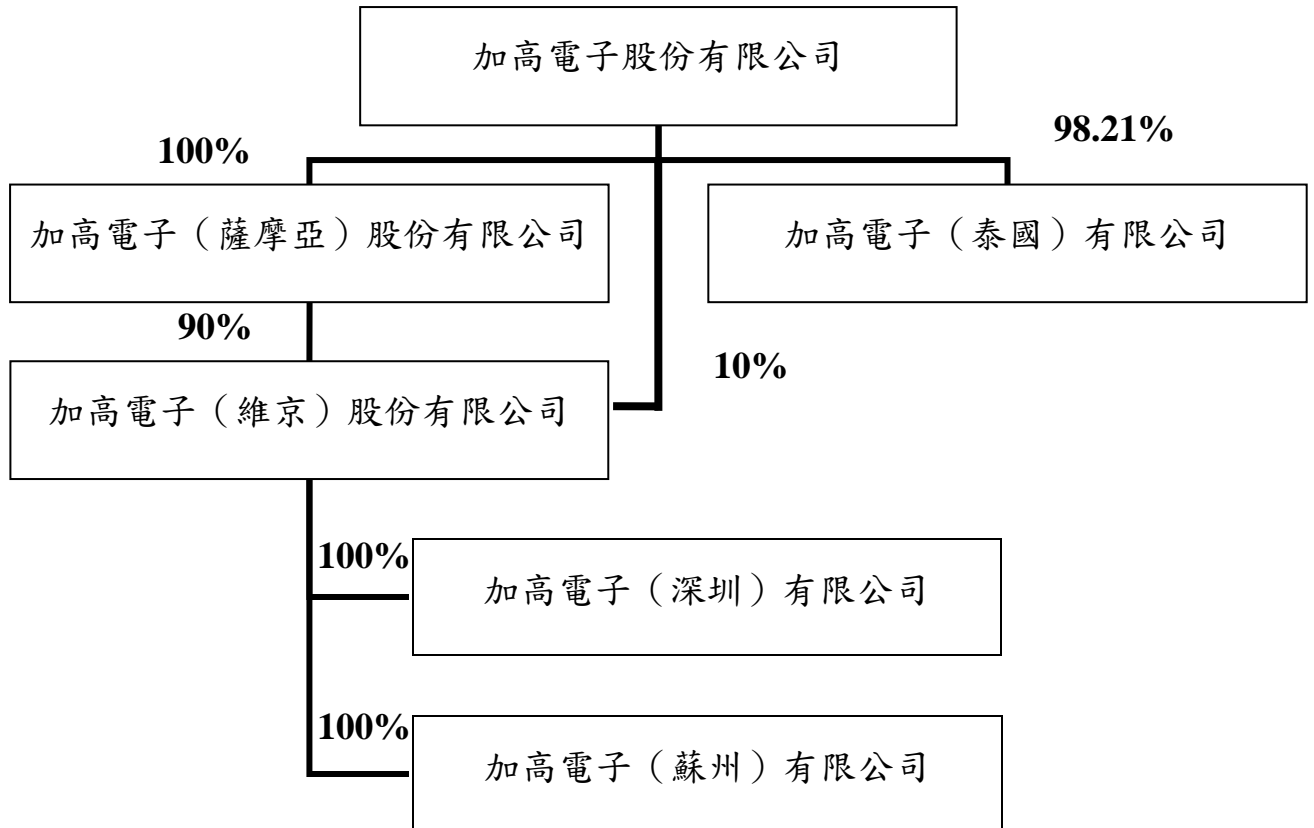 加高電子股份有限公司
98.21%
100%
加高電子（薩摩亞）股份有限公司
加高電子（泰國）有限公司
90%
10%
加高電子（維京）股份有限公司
100%
加高電子（深圳）有限公司
100%
加高電子（蘇州）有限公司